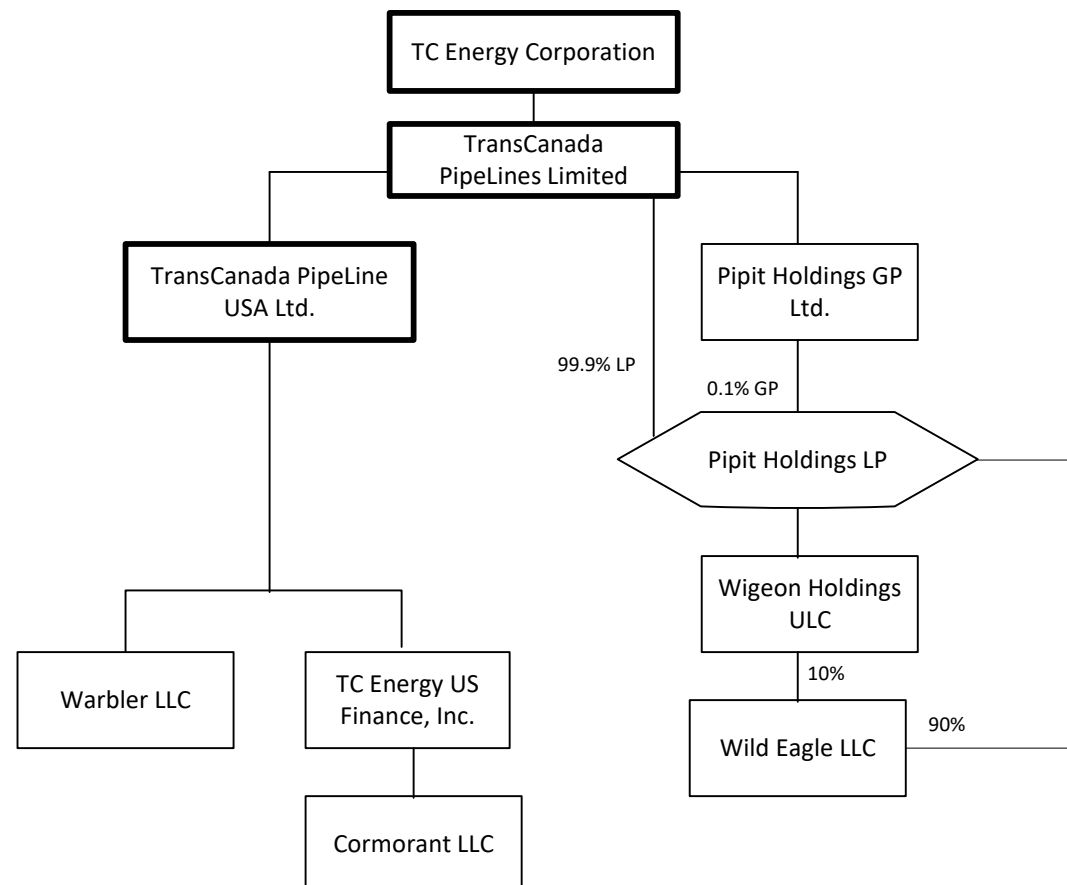 TC Energy Corporation
TransCanada
PipeLines Limited
TransCanada PipeLine
USA Ltd.
Pipit Holdings GP
Ltd.
99.9% LP
0.1% GP
Pipit Holdings LP
Wigeon Holdings
ULC
Warbler LLC
TC Energy US
Finance, Inc.
10%
Wild Eagle LLC
90%
Cormorant LLC